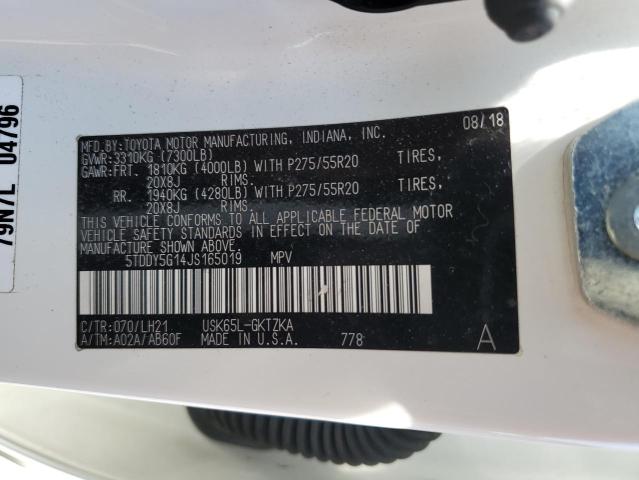 79N/L 04796
MFD.BY:TOYOTA MOTOR MANUFACTURING, INDIANA, INC. 08/18
GVWR:3310KG (7300LB)
GAWR:FRT. 1810KG (4000LB) WITH P275/55R20 TIRES,
20X8J RIMS.
RR. 1940KG (4280LB) WITH P275/55R20 TIRES,
20X8J RIMS.
THIS VEHICLE CONFORMS TO ALL APPLICABLE FEDERAL MOTOR
VEHICLE SAFETY STANDARDS IN EFFECT ON THE DATE OF
MANUFACTURE SHOWN ABOVE.
5TDDY5G14JS165019 MPV
C/TR:070/LH21 USK65L-GKTZKA
A/TM:A02A/AB60F MADE IN U.S.A. 778 A